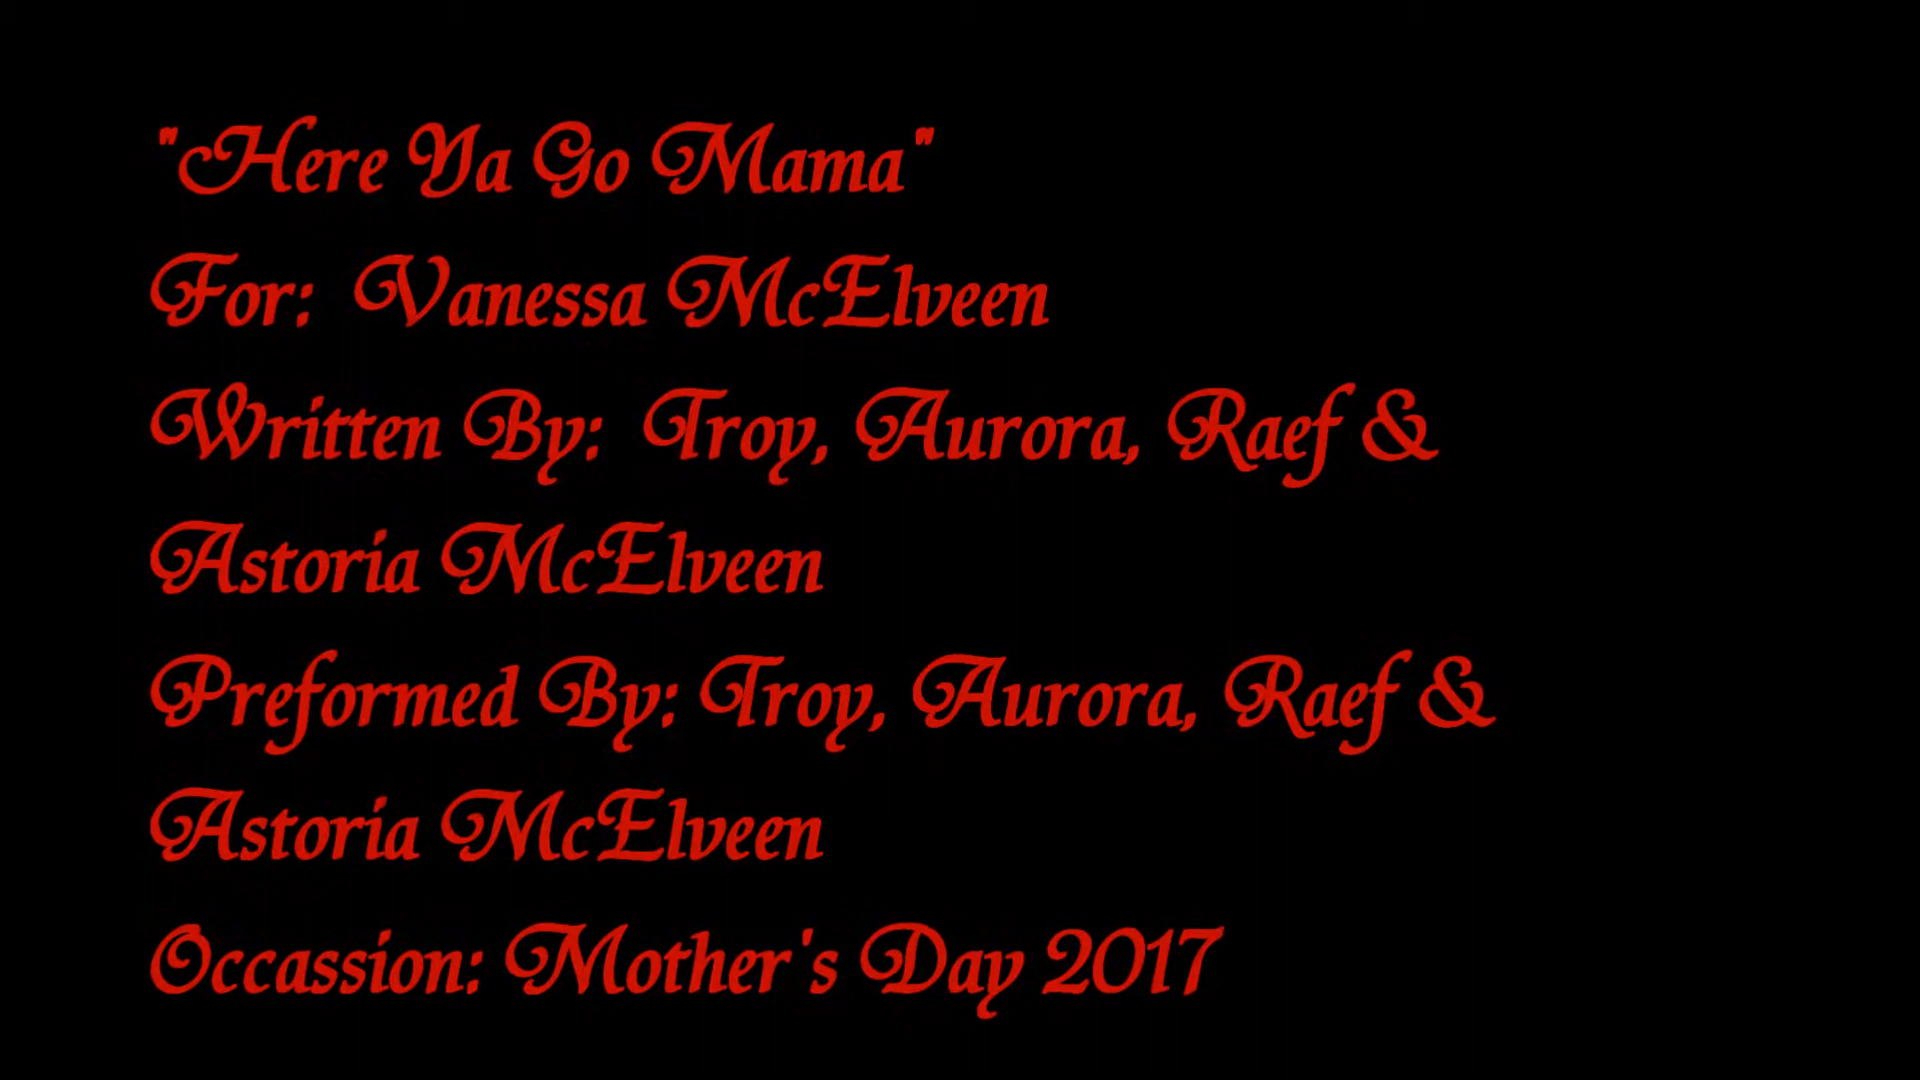 "Here Ya Go Mama"
For:  Vanessa McElveen
Written By:  Troy, Aurora, Raef &
Astoria McElveen
Preformed By: Troy, Aurora, Raef &
Astoria McElveen
Occassion: Mother's Day 2017